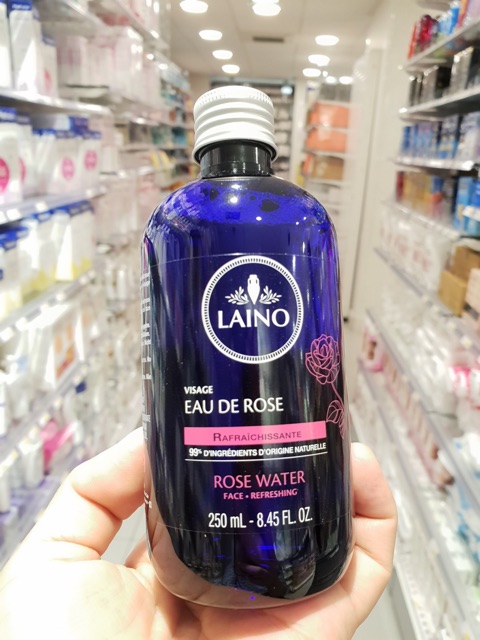 LAINO
VISAGE
EAU DE ROSE
RAFRAÎCHISSANTE
99% D'INGRÉDIENTS D'ORIGINE NATURELLE
ROSE WATER
FACE • REFRESHING
250 mL - 8.45 FL. OZ.